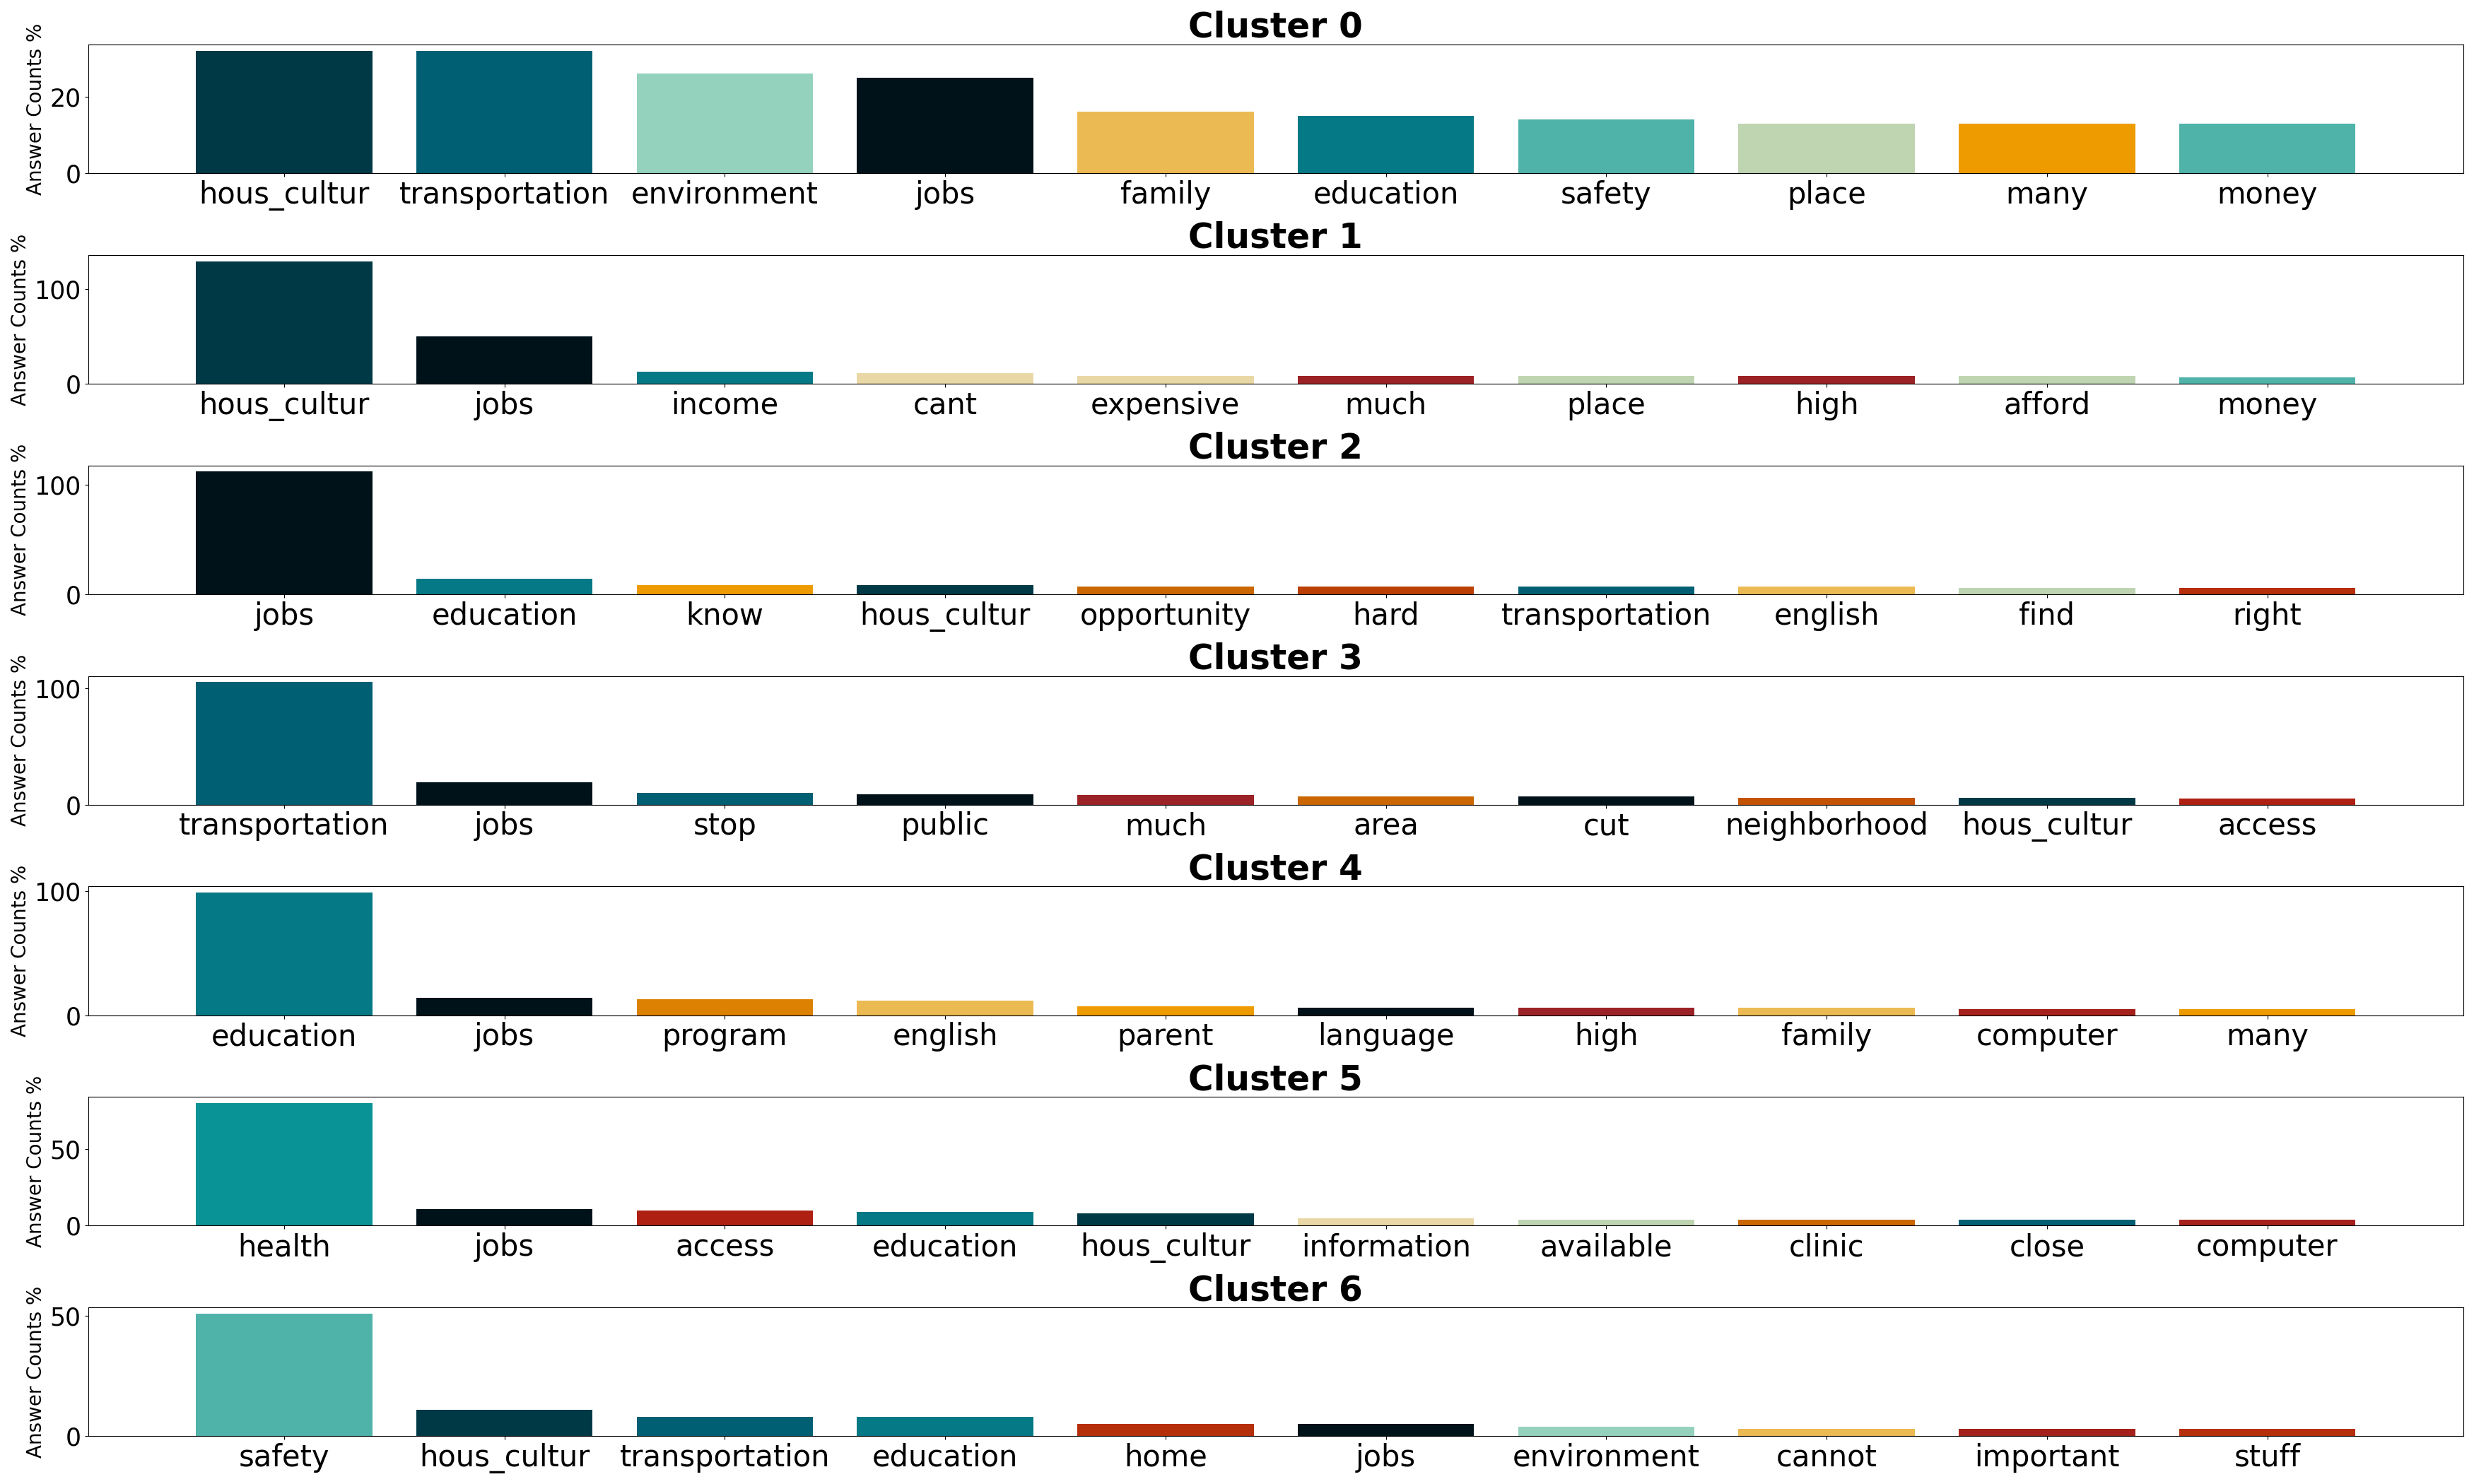 Cluster 0
Answer Counts %
20
0
hous_cultur transportation environment jobs family education safety place many money
Cluster 1
Answer Counts %
100
0
hous_cultur jobs income cant expensive much place high afford money
Cluster 2
Answer Counts %
100
0
jobs education know hous_cultur opportunity hard transportation english find right
Cluster 3
Answer Counts %
100
0
transportation jobs stop public much area cut neighborhood hous_cultur access
Cluster 4
Answer Counts %
100
0
education jobs program english parent language high family computer many
Cluster 5
Answer Counts %
50
0
health jobs access education hous_cultur information available clinic close computer
Cluster 6
Answer Counts %
50
0
safety hous_cultur transportation education home jobs environment cannot important stuff